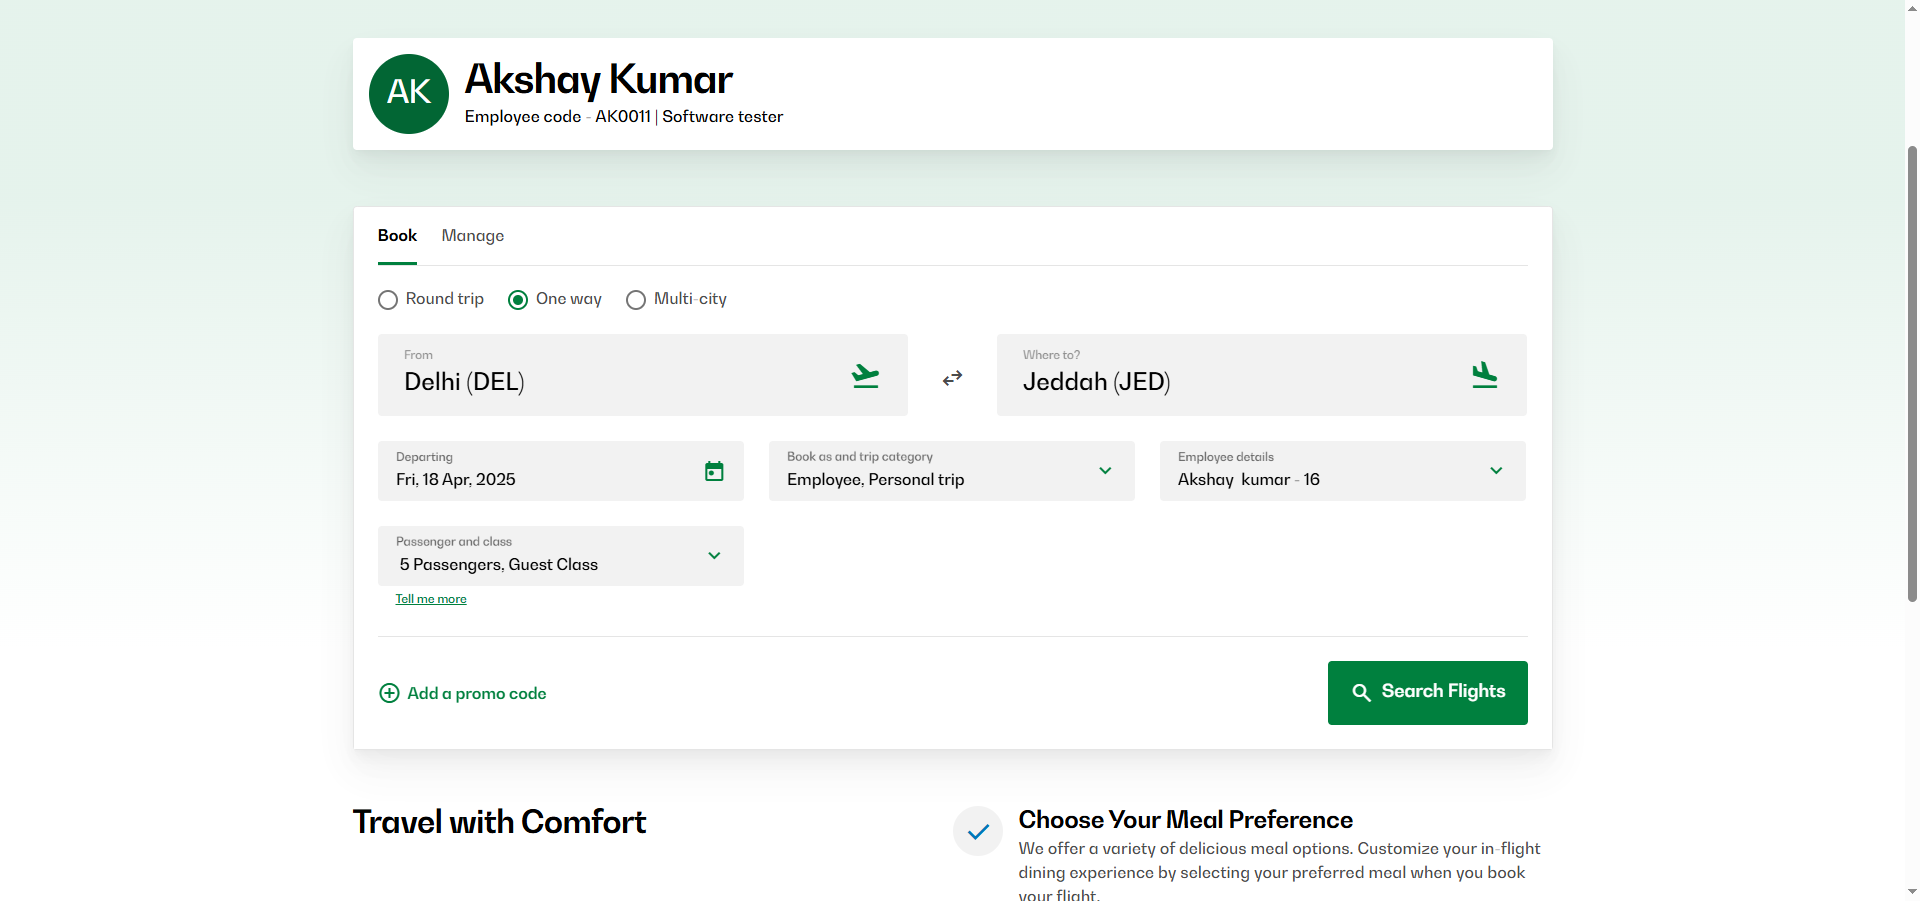 AK
Akshay Kumar
Employee code - AK0011 | Software tester
Book
Manage
Round trip
One way
Multi-city
From
Delhi (DEL)
Where to?
Jeddah (JED)
Departing
Fri, 18 Apr, 2025
Book as and trip category
Employee, Personal trip
Employee details
Akshay kumar - 16
Passenger and class
5 Passengers, Guest Class
Tell me more
Add a promo code
Search Flights
Travel with Comfort
Choose Your Meal Preference
We offer a variety of delicious meal options. Customize your in-flight
dining experience by selecting your preferred meal when you book
your flight.